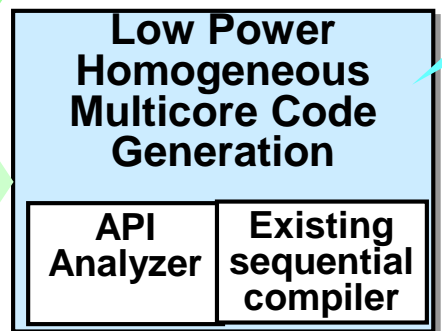 Low Power
Homogeneous
Multicore Code
Generation
API
Analyzer
Existing
sequential
compiler